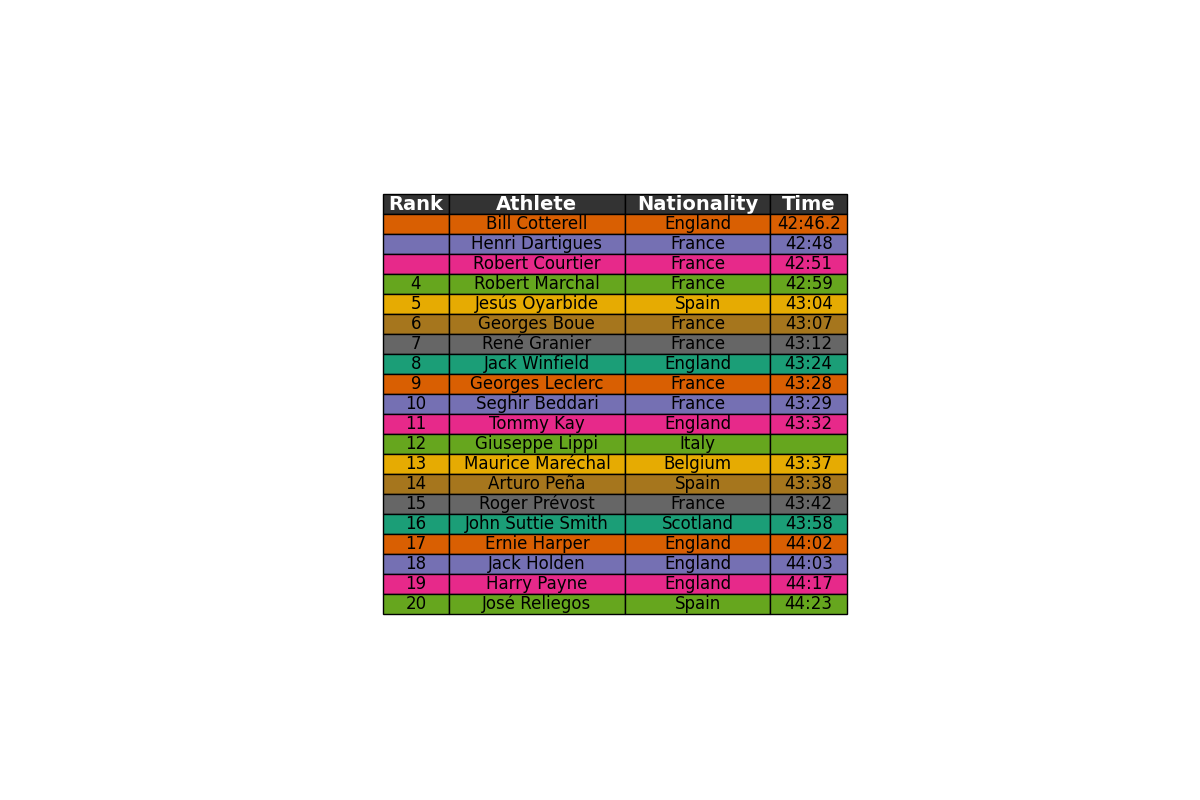 Rank Athlete Nationality Time
Bill Cotterell England 42:46.2
Henri Dartigues France 42:48
Robert Courtier France 42:51
4 Robert Marchal France 42:59
5 Jesús Oyarbide Spain 43:04
6 Georges Boue France 43:07
7 René Granier France 43:12
8 Jack Winfield England 43:24
9 Georges Leclerc France 43:28
10 Seghir Beddari France 43:29
11 Tommy Kay England 43:32
12 Giuseppe Lippi Italy
13 Maurice Maréchal Belgium 43:37
14 Arturo Peña Spain 43:38
15 Roger Prévost France 43:42
16 John Suttie Smith Scotland 43:58
17 Ernie Harper England 44:02
18 Jack Holden England 44:03
19 Harry Payne England 44:17
20 José Reliegos Spain 44:23